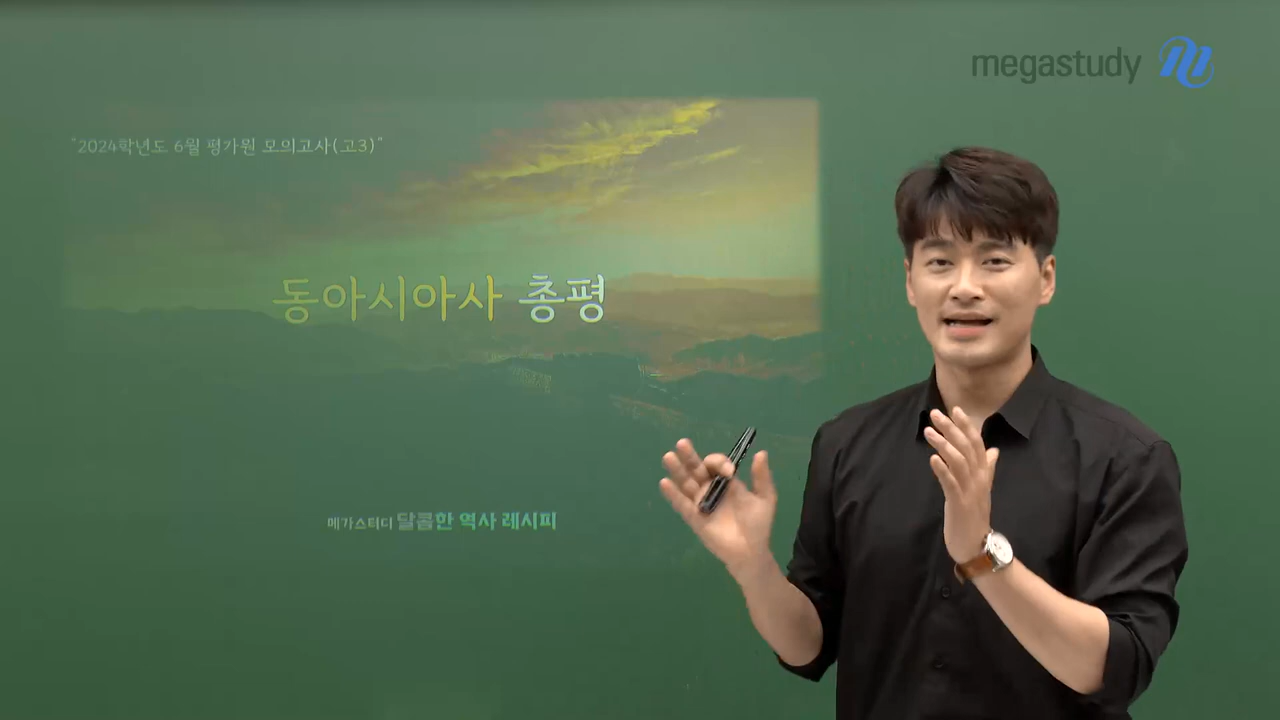 megastudy
"2024학년도 6월 평가원 모의고사(고3)"
동아시아사 총평
메가스터디 달콤한 역사 레시피